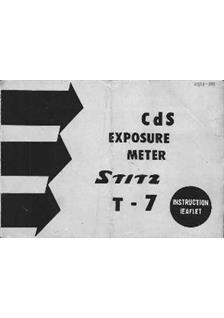 CdS
EXPOSURE
METER
STITZ
T - 7
INSTRUCTION
LEAFLET